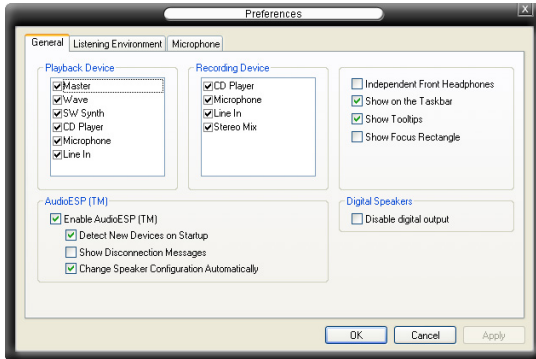 Preferences
X
General Listening Environment Microphone
Playback Device
Master
Wave
SW Synth
CD Player
Microphone
Line In
Recording Device
CD Player
Microphone
Line In
Stereo Mix
Independent Front Headphones
Show on the Taskbar
Show Tooltips
Show Focus Rectangle
AudioESP (TM)
Enable AudioESP (TM)
Detect New Devices on Startup
Show Disconnection Messages
Change Speaker Configuration Automatically
Digital Speakers
Disable digital output
OK Cancel Apply